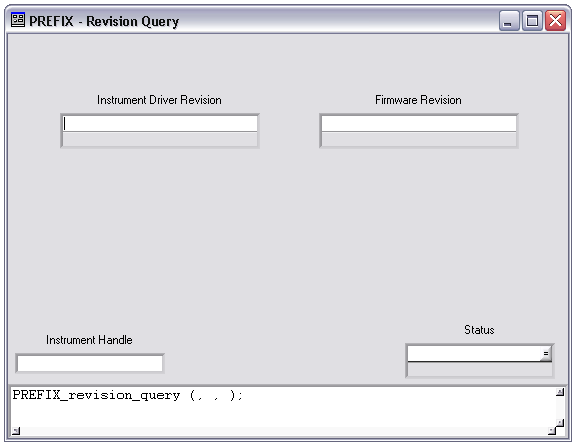 PREFIX - Revision Query
Instrument Driver Revision
Firmware Revision
Instrument Handle
Status
=
PREFIX_revision_query (, , );